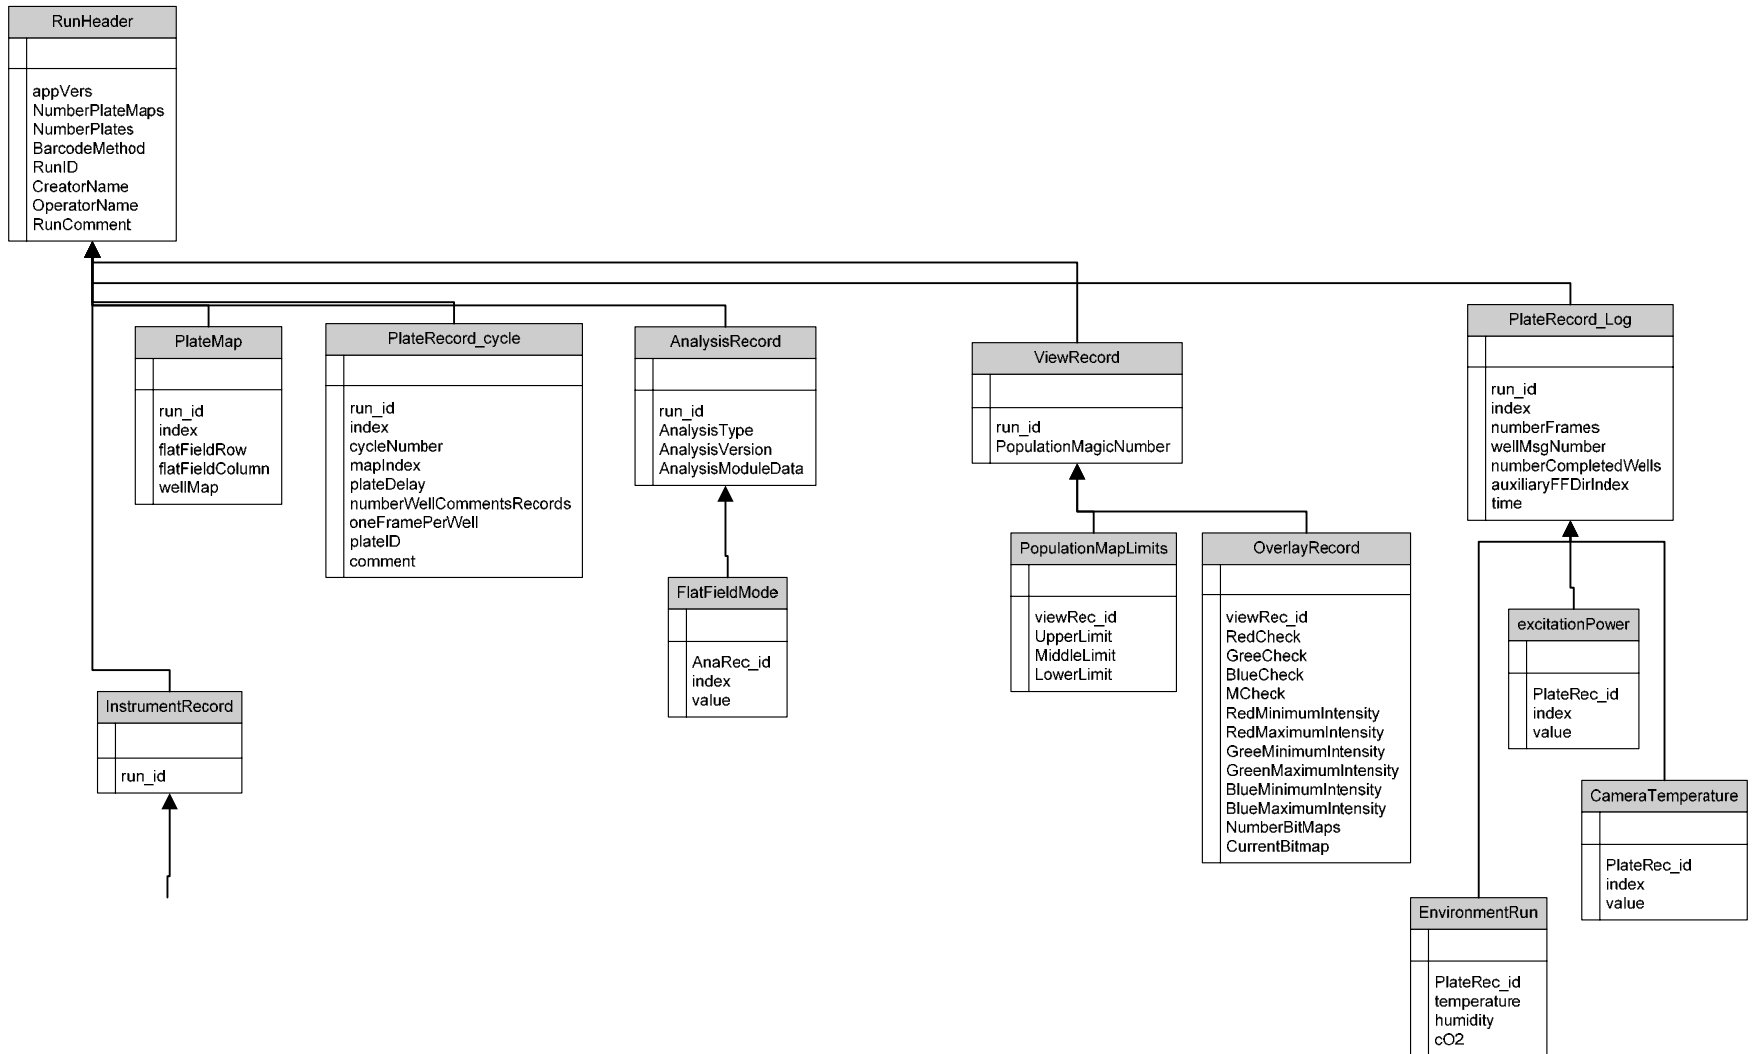 RunHeader
appVers
NumberPlateMaps
NumberPlates
BarcodeMethod
RunID
CreatorName
OperatorName
RunComment
PlateMap
run_id
index
flatFieldRow
flatFieldColumn
wellMap
PlateRecord_cycle
run_id
index
cycleNumber
mapIndex
plateDelay
numberWellCommentsRecords
oneFramePerWell
plateID
comment
AnalysisRecord
run_id
AnalysisType
AnalysisVersion
AnalysisModuleData
ViewRecord
run_id
PopulationMagicNumber
PlateRecord_Log
run_id
index
numberFrames
wellMsgNumber
numberCompletedWells
auxiliaryFFDirIndex
time
FlatFieldMode
AnaRec_id
index
value
PopulationMapLimits
viewRec_id
UpperLimit
MiddleLimit
LowerLimit
OverlayRecord
viewRec_id
RedCheck
GreeCheck
BlueCheck
MCheck
RedMinimumIntensity
RedMaximumIntensity
GreeMinimumIntensity
GreenMaximumIntensity
BlueMinimumIntensity
BlueMaximumIntensity
NumberBitMaps
CurrentBitmap
excitationPower
PlateRec_id
index
value
InstrumentRecord
run_id
CameraTemperature
PlateRec_id
index
value
EnvironmentRun
PlateRec_id
temperature
humidity
cO2